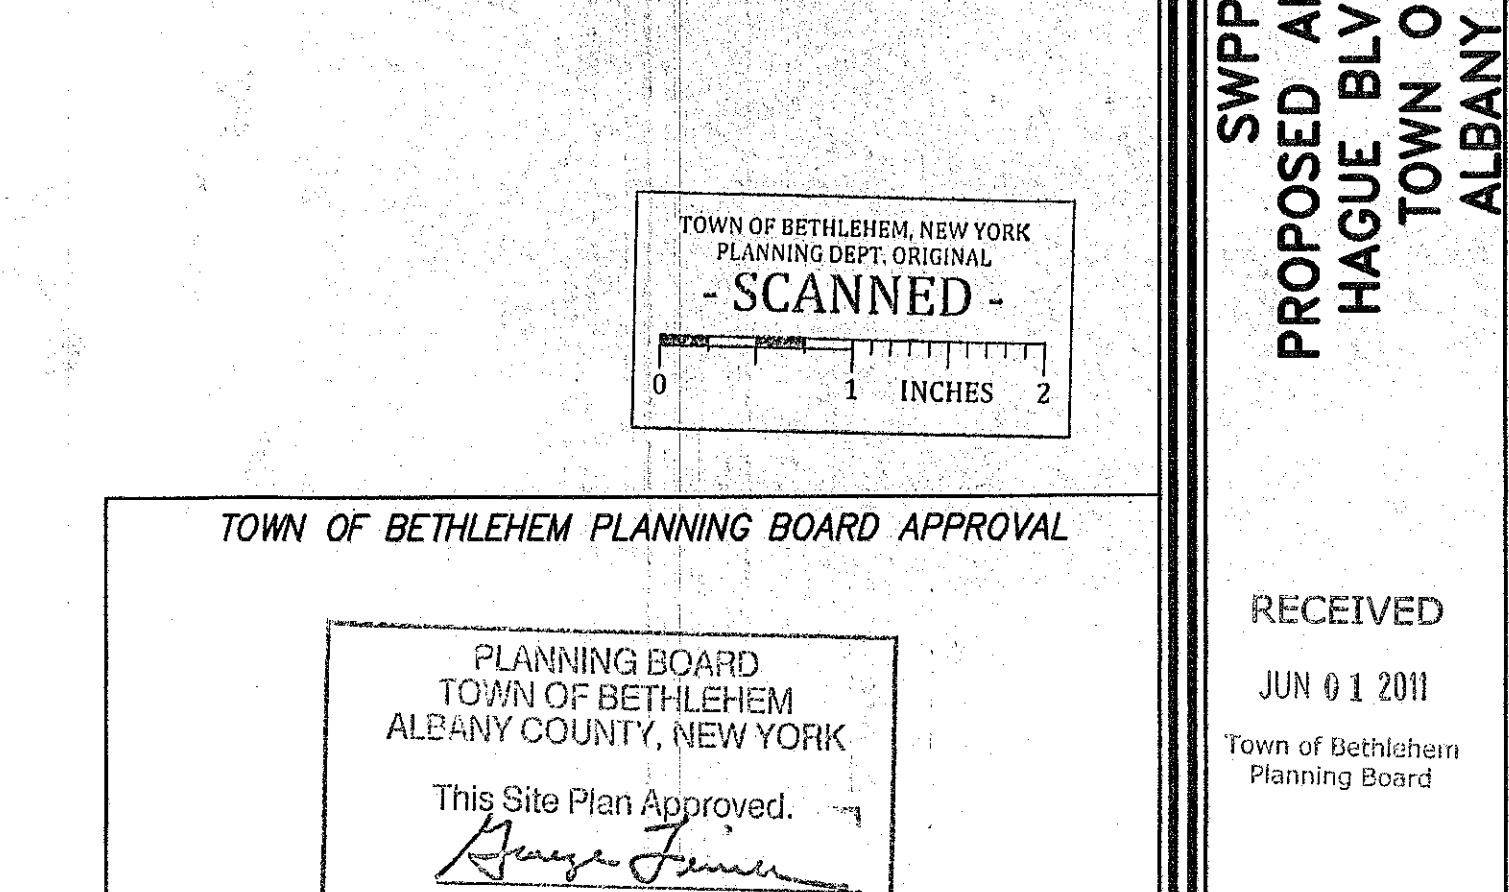 TOWN OF BETHLEHEM, NEW YORK
PLANNING DEPT. ORIGINAL
- SCANNED -
0 1 INCHES 2
TOWN OF BETHLEHEM PLANNING BOARD APPROVAL
PLANNING BOARD
TOWN OF BETHLEHEM
ALBANY COUNTY, NEW YORK
This Site Plan Approved.
George
SWPP
PROPOSED
HAGUE BLV
TOWN O
ALBANY
RECEIVED
JUN 01 2011
Town of Bethlehem
Planning Board